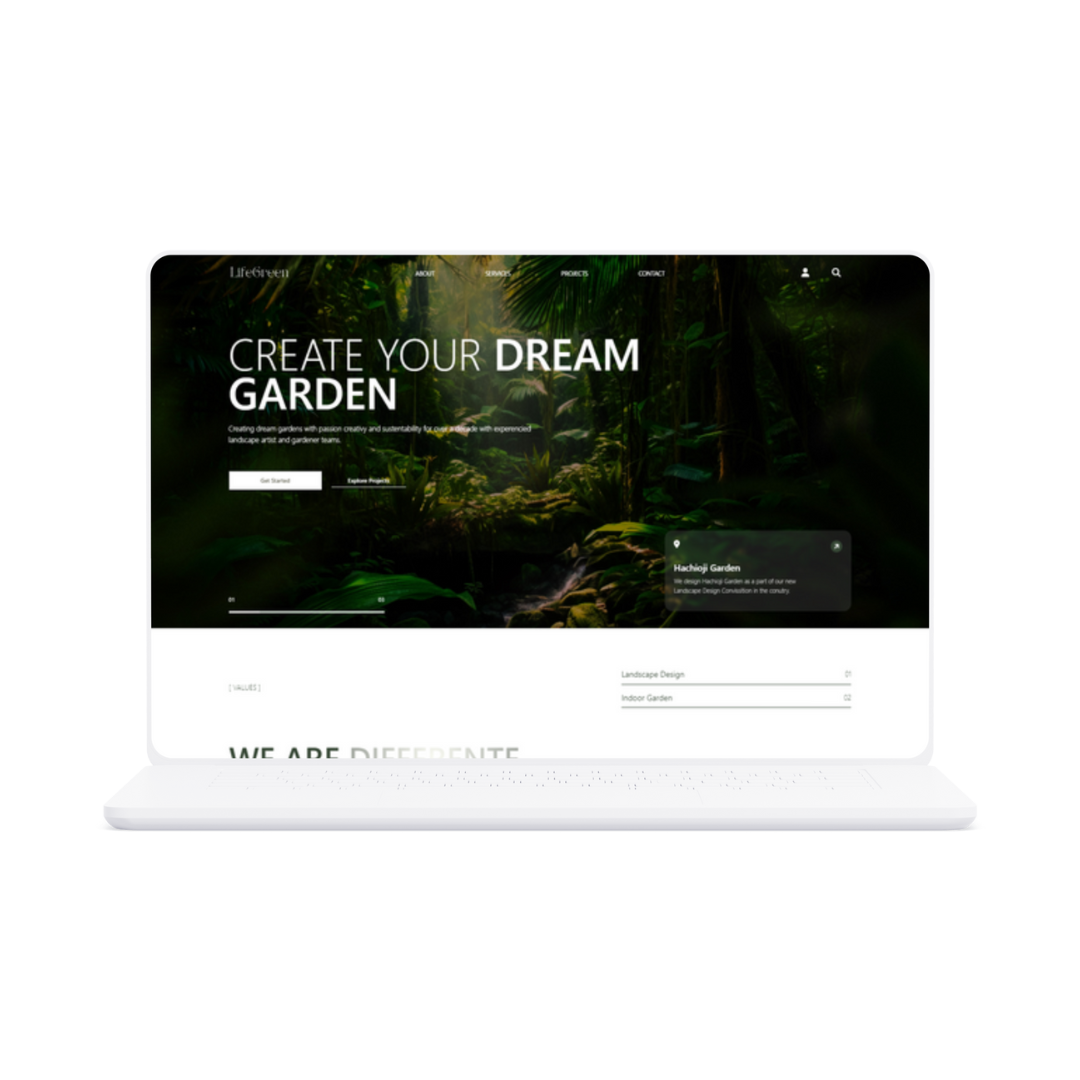 LifeGreen
ABOUT
SERVICES
PROJECTS
CONTACT
CREATE YOUR DREAM
GARDEN
Creating dream gardens with passion creativy and sustentability for over a decade with experienced
landscape artist and gardener teams.
Get Started
Explore Projects
Hachioji Garden
We design Hachioji Garden as a part of our new
Landscape Design Convisoition in the conutry
01
03
[ VALUES ]
Landscape Design 01
Indoor Garden 02
WE ARE DIFFERENTE